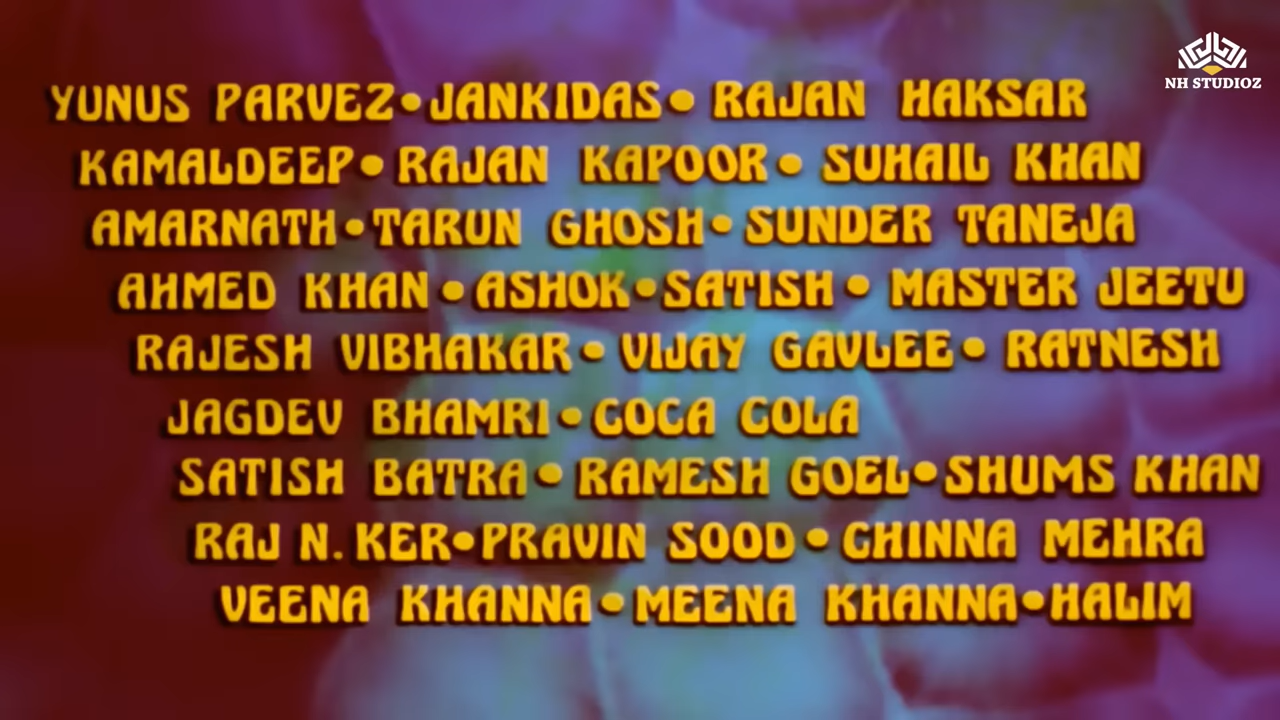 NH STUDIOZ
YUNUS PARVEZ•JANKIDAS• RAJAN HAKSAR
KAMALDEEP• RAJAN KAPOOR• SUHAIL KHAN
AMARNATH•TARUN GHOSH• SUNDER TANEJA
AHMED KHAN • ASHOK•SATISH • MASTER JEETU
RAJESH VIBHAKAR• VIJAY GAVLEE• RATNESH
JAGDEV BHAMRI•COCA COLA
SATISH BATRA• RAMESH GOEL•SHUMS KHAN
RAJ N. KER•PRAVIN SOOD • CHINNA MEHRA
VEENA KHANNA•MEENA KHANNA•HALIM